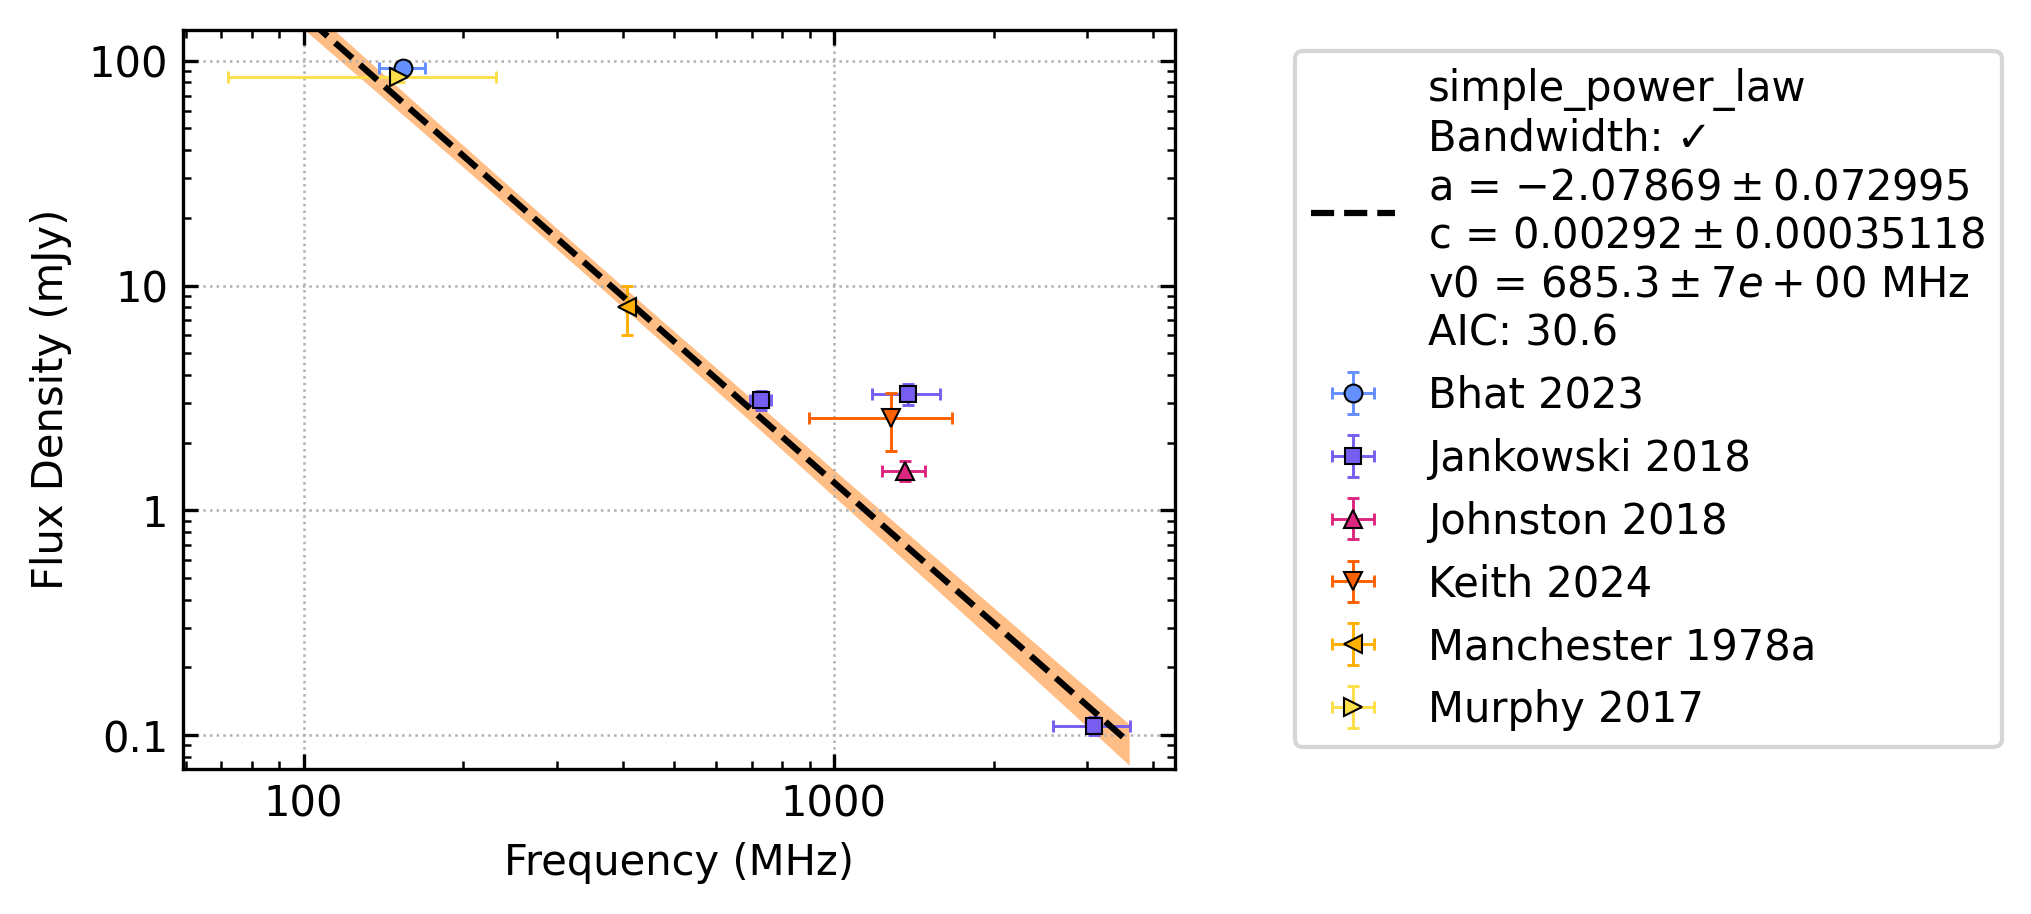 100
10
1
0.1
Flux Density (mJy)
100
1000
Frequency (MHz)
simple_power_law
Bandwidth: ✓
a = −2.07869 ± 0.072995
c = 0.00292 ± 0.00035118
v0 = 685.3 ± 7e + 00 MHz
AIC: 30.6
Bhat 2023
Jankowski 2018
Johnston 2018
Keith 2024
Manchester 1978a
Murphy 2017